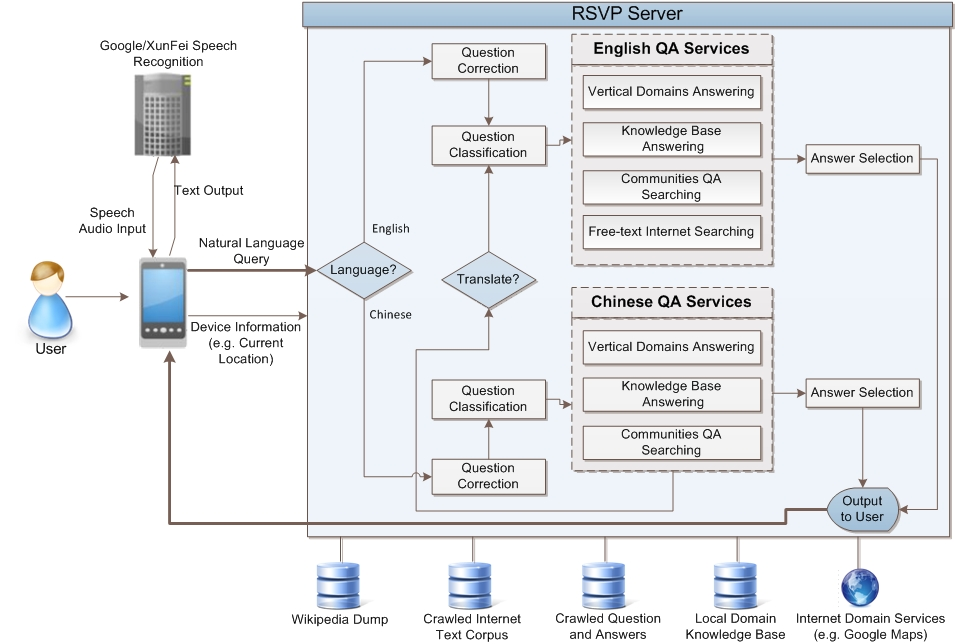 RSVP Server
Google/XunFei Speech
Recognition
Text Output
Speech
Audio Input
User
Natural Language
Query
Device Information
(e.g. Current
Location)
Language?
English
Chinese
Question
Correction
Question
Classification
Translate?
Question
Classification
Question
Correction
English QA Services
Vertical Domains Answering
Knowledge Base
Answering
Communities QA
Searching
Free-text Internet Searching
Answer Selection
Chinese QA Services
Vertical Domains Answering
Knowledge Base
Answering
Communities QA
Searching
Answer Selection
Output
to User
Wikipedia Dump
Crawled Internet
Text Corpus
Crawled Question
and Answers
Local Domain
Knowledge Base
Internet Domain Services
(e.g. Google Maps)